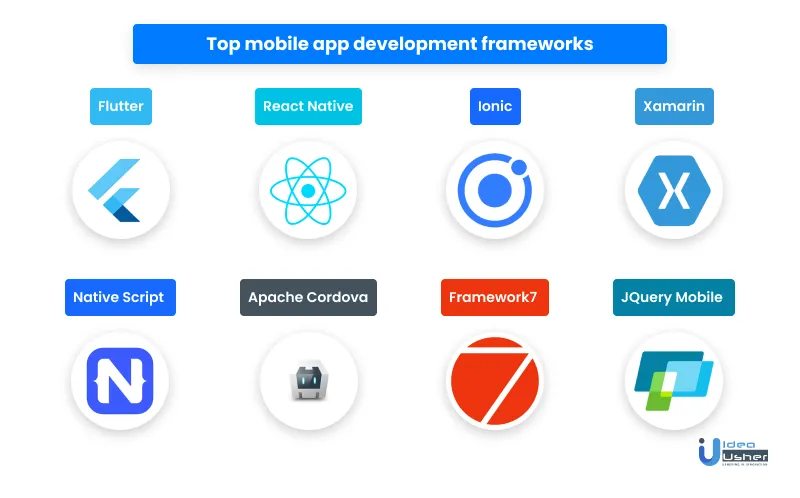 Top mobile app development frameworks
Flutter
React Native
Ionic
Xamarin
Native Script
Apache Cordova
Framework7
JQuery Mobile
Idea
Usher